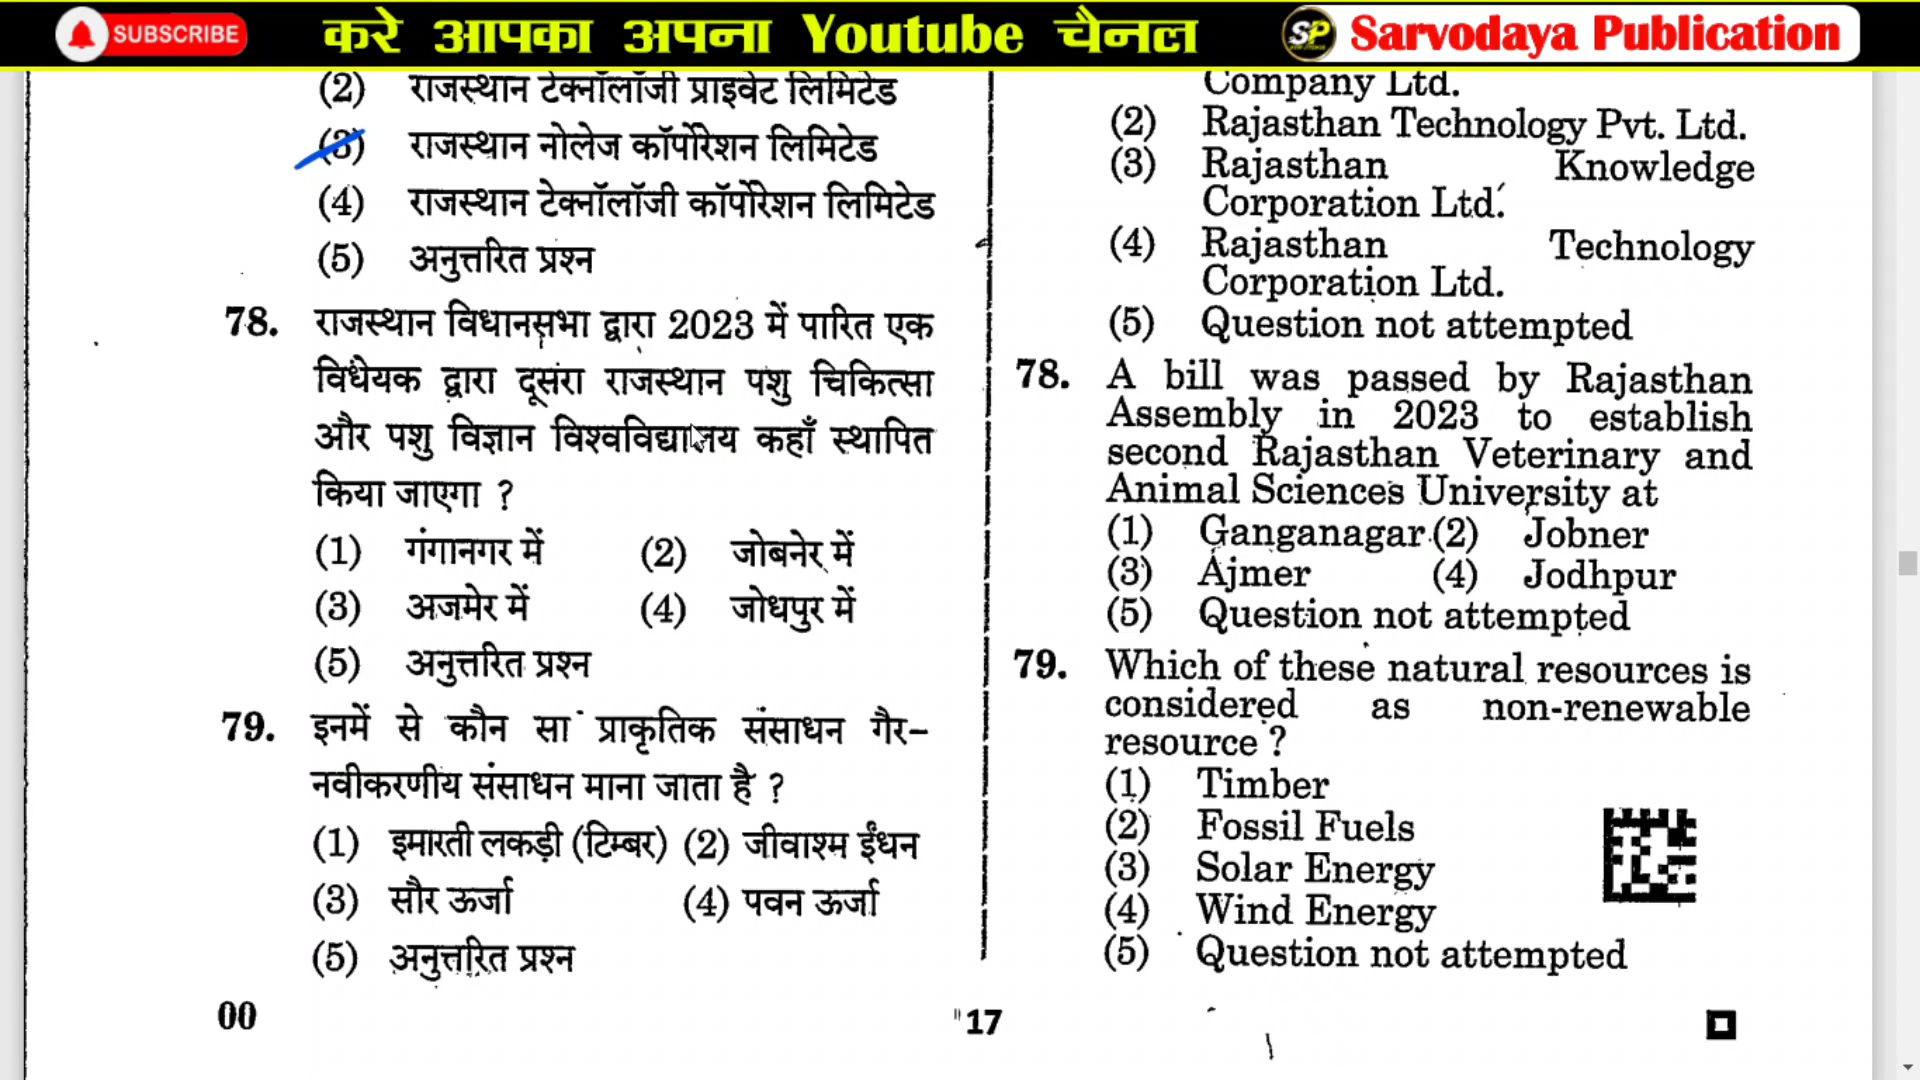 SUBSCRIBE
करे आपका अपना Youtube चैनल
SP
Sarvodaya Publication
(2) राजस्थान टेक्नॉलॉजी प्राइवेट लिमिटेड
(3) राजस्थान नोलेज कॉर्पोरेशन लिमिटेड
(4) राजस्थान टेक्नॉलॉजी कॉर्पोरेशन लिमिटेड
(5) अनुत्तरित प्रश्न
78. राजस्थान विधानसभा द्वारा 2023 में पारित एक
विधेयक द्वारा दूसरा राजस्थान पशु चिकित्सा
और पशु विज्ञान विश्वविद्यालय कहाँ स्थापित
किया जाएगा ?
(1) गंगानगर में (2) जोबनेर में
(3) अजमेर में (4) जोधपुर में
(5) अनुत्तरित प्रश्न
79. इनमें से कौन सा प्राकृतिक संसाधन गैर–
नवीकरणीय संसाधन माना जाता है ?
(1) इमारती लकड़ी (टिम्बर) (2) जीवाश्म ईंधन
(3) सौर ऊर्जा (4) पवन ऊर्जा
(5) अनुत्तरित प्रश्न
Company Ltd.
(2) Rajasthan Technology Pvt. Ltd.
(3) Rajasthan Knowledge
Corporation Ltd.
(4) Rajasthan Technology
Corporation Ltd.
(5) Question not attempted
78. A bill was passed by Rajasthan
Assembly in 2023 to establish
second Rajasthan Veterinary and
Animal Sciences University at
(1) Ganganagar (2) Jobner
(3) Ajmer (4) Jodhpur
(5) Question not attempted
79. Which of these natural resources is
considered as non-renewable
resource ?
(1) Timber
(2) Fossil Fuels
(3) Solar Energy
(4) Wind Energy
(5) Question not attempted
00 17